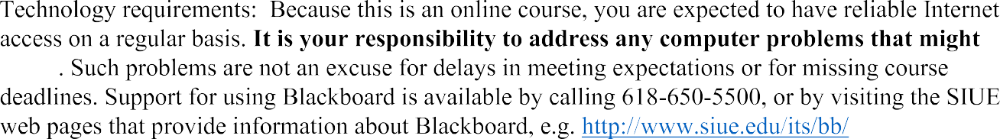 Technology requirements:  Because this is an online course, you are expected to have reliable Internet
access on a regular basis. It is your responsibility to address any computer problems that might
. Such problems are not an excuse for delays in meeting expectations or for missing course
deadlines. Support for using Blackboard is available by calling 618-650-5500, or by visiting the SIUE
web pages that provide information about Blackboard, e.g. http://www.siue.edu/its/bb/